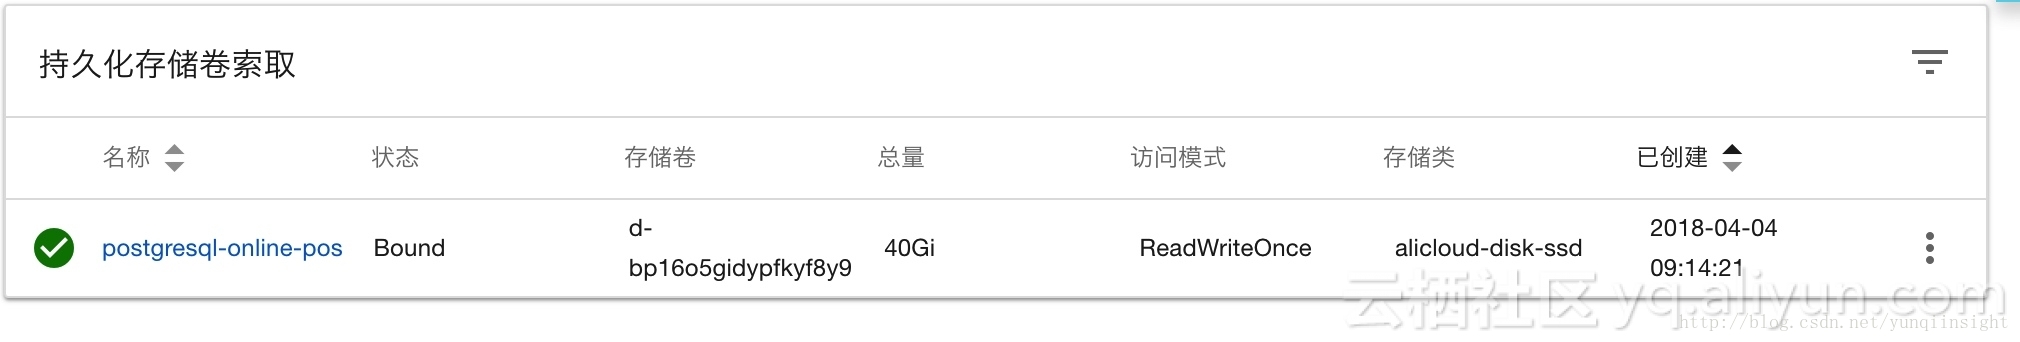 持久化存储卷索取
名称 状态 存储卷 总量 访问模式 存储类 已创建
postgresql-online-pos Bound d-bp16o5gidypfkyf8y9 40Gi ReadWriteOnce alicloud-disk-ssd 2018-04-04 09:14:21
云栖社区 yq.aliyun.com
http://blog.csdn.net/yunqiinsight